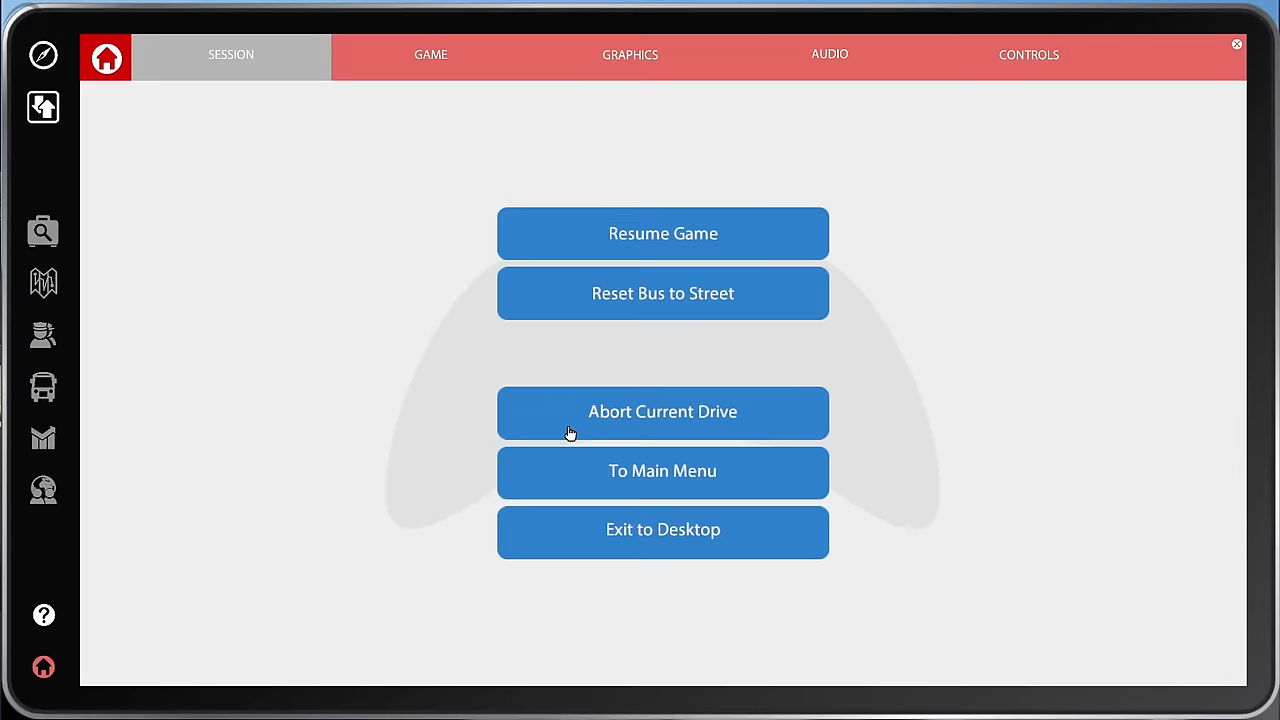 SESSION
GAME
GRAPHICS
AUDIO
CONTROLS
Resume Game
Reset Bus to Street
Abort Current Drive
To Main Menu
Exit to Desktop
?